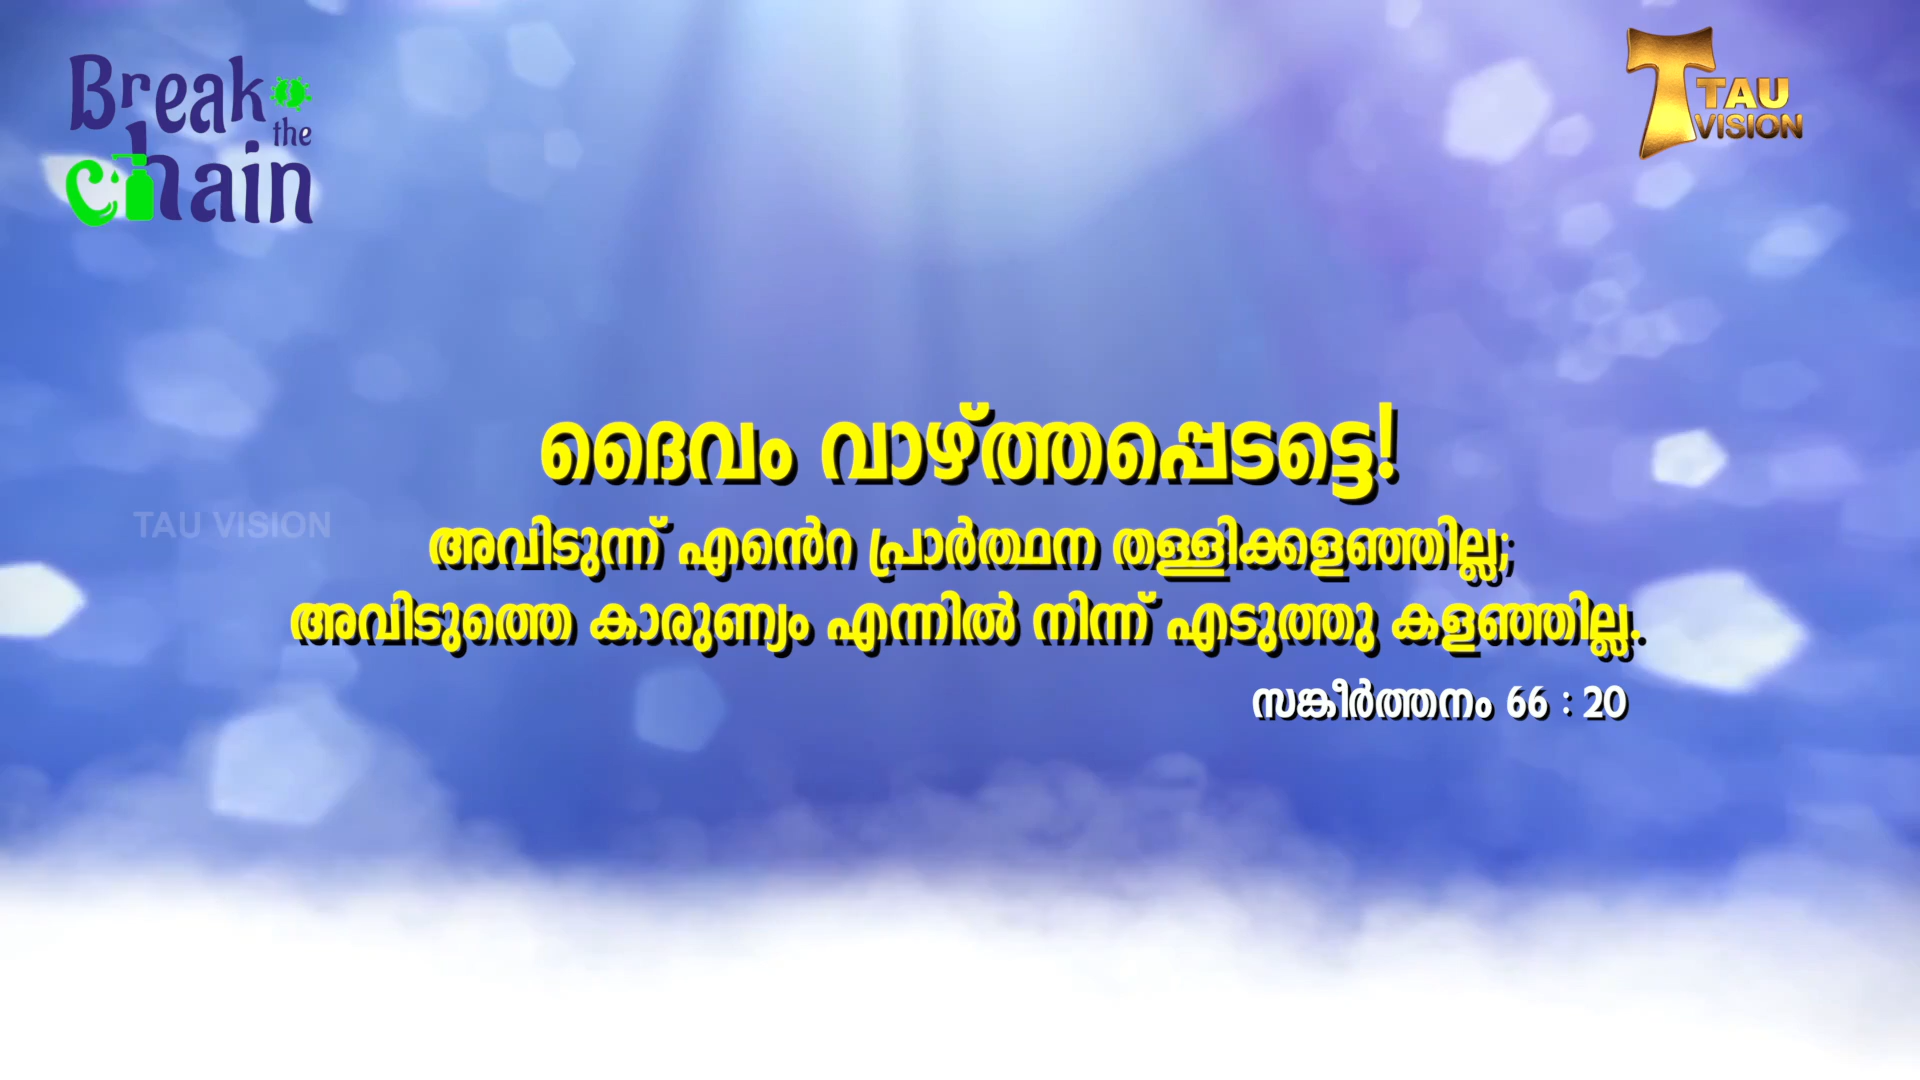 Break
the
chain
TAU
VISION
ദൈവം വാഴ്ത്തപ്പെടട്ടെ!
TAU VISION
അവിടുന്ന് എൻെറ പ്രാർത്ഥന തള്ളിക്കളഞ്ഞില്ല;
അവിടുത്തെ കാരുണ്യം എന്നിൽ നിന്ന് എടുത്തു കളഞ്ഞില്ല.
സങ്കീർത്തനം 66 : 20